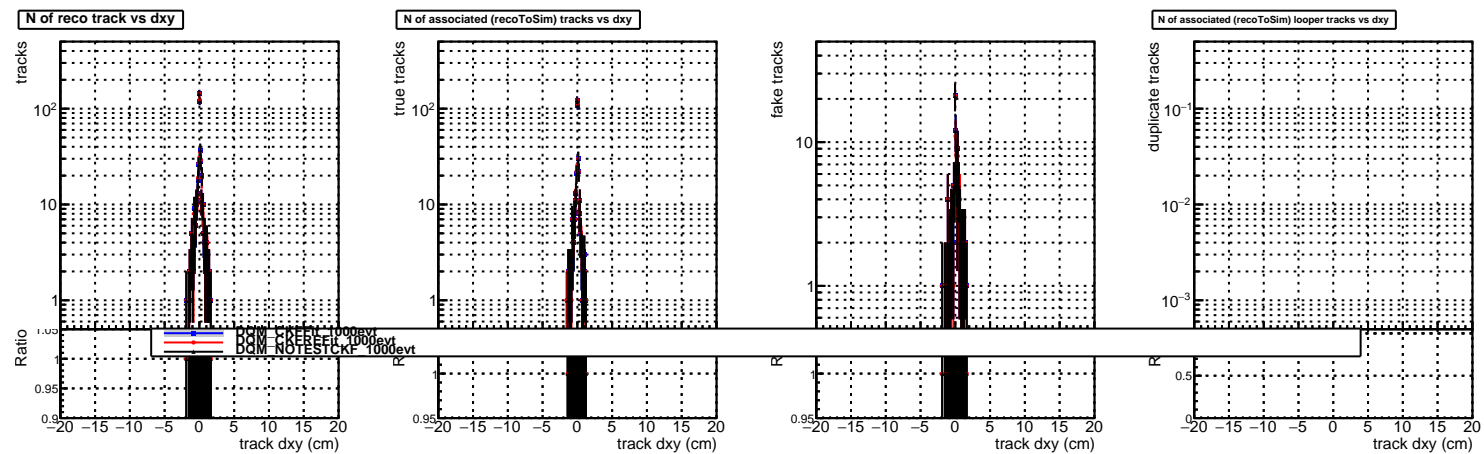 N of reco track vs dxy
N of associated (recoToSim) tracks vs dxy
N of associated (recoToSim) looper tracks vs dxy
tracks
10²
10
1
true tracks
10²
10
1
fake tracks
10
1
duplicate tracks
10⁻¹
10⁻²
10⁻³
Ratio
1.05
1
0.95
0.9
1
0.95
1
0.95
0.5
0
DQM_CKFFit_1000evt
DQM_CKFREFit_1000evt
DQM_NOTESTCKF_1000evt
−20 −15 −10 −5 0 5 10 15 20
−20 −15 −10 −5 0 5 10 15 20
−20 −15 −10 −5 0 5 10 15 20
−20 −15 −10 −5 0 5 10 15 20
track dxy (cm)
track dxy (cm)
track dxy (cm)
track dxy (cm)